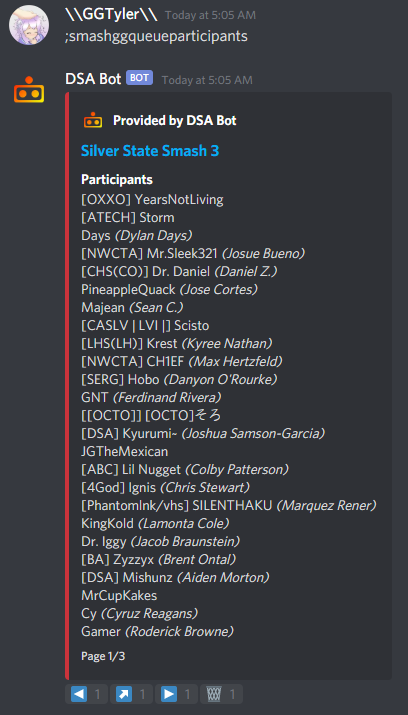 \\GGTyler\\ Today at 5:05 AM
;smashggqueueparticipants
DSA Bot BOT Today at 5:05 AM
Provided by DSA Bot
Silver State Smash 3
Participants
[OXXO] YearsNotLiving
[ATECH] Storm
Days (Dylan Days)
[NWCTA] Mr.Sleek321 (Josue Bueno)
[CHS(CO)] Dr. Daniel (Daniel Z.)
PineappleQuack (Jose Cortes)
Majean (Sean C.)
[CASLV | LVI |] Scisto
[LHS(LH)] Krest (Kyree Nathan)
[NWCTA] CH1EF (Max Hertzfeld)
[SERG] Hobo (Danyon O'Rourke)
GNT (Ferdinand Rivera)
[[OCTO]] [OCTO]そろ
[DSA] Kyurumi~ (Joshua Samson-Garcia)
JGTheMexican
[ABC] Lil Nugget (Colby Patterson)
[4God] Ignis (Chris Stewart)
[PhantomInk/vhs] SILENTHAKU (Marquez Rener)
KingKold (Lamonta Cole)
Dr. Iggy (Jacob Braunstein)
[BA] Zyzzyx (Brent Ontal)
[DSA] Mishunz (Aiden Morton)
MrCupKakes
Cy (Cyruz Reagans)
Gamer (Roderick Browne)
Page 1/3
1 1 1 1